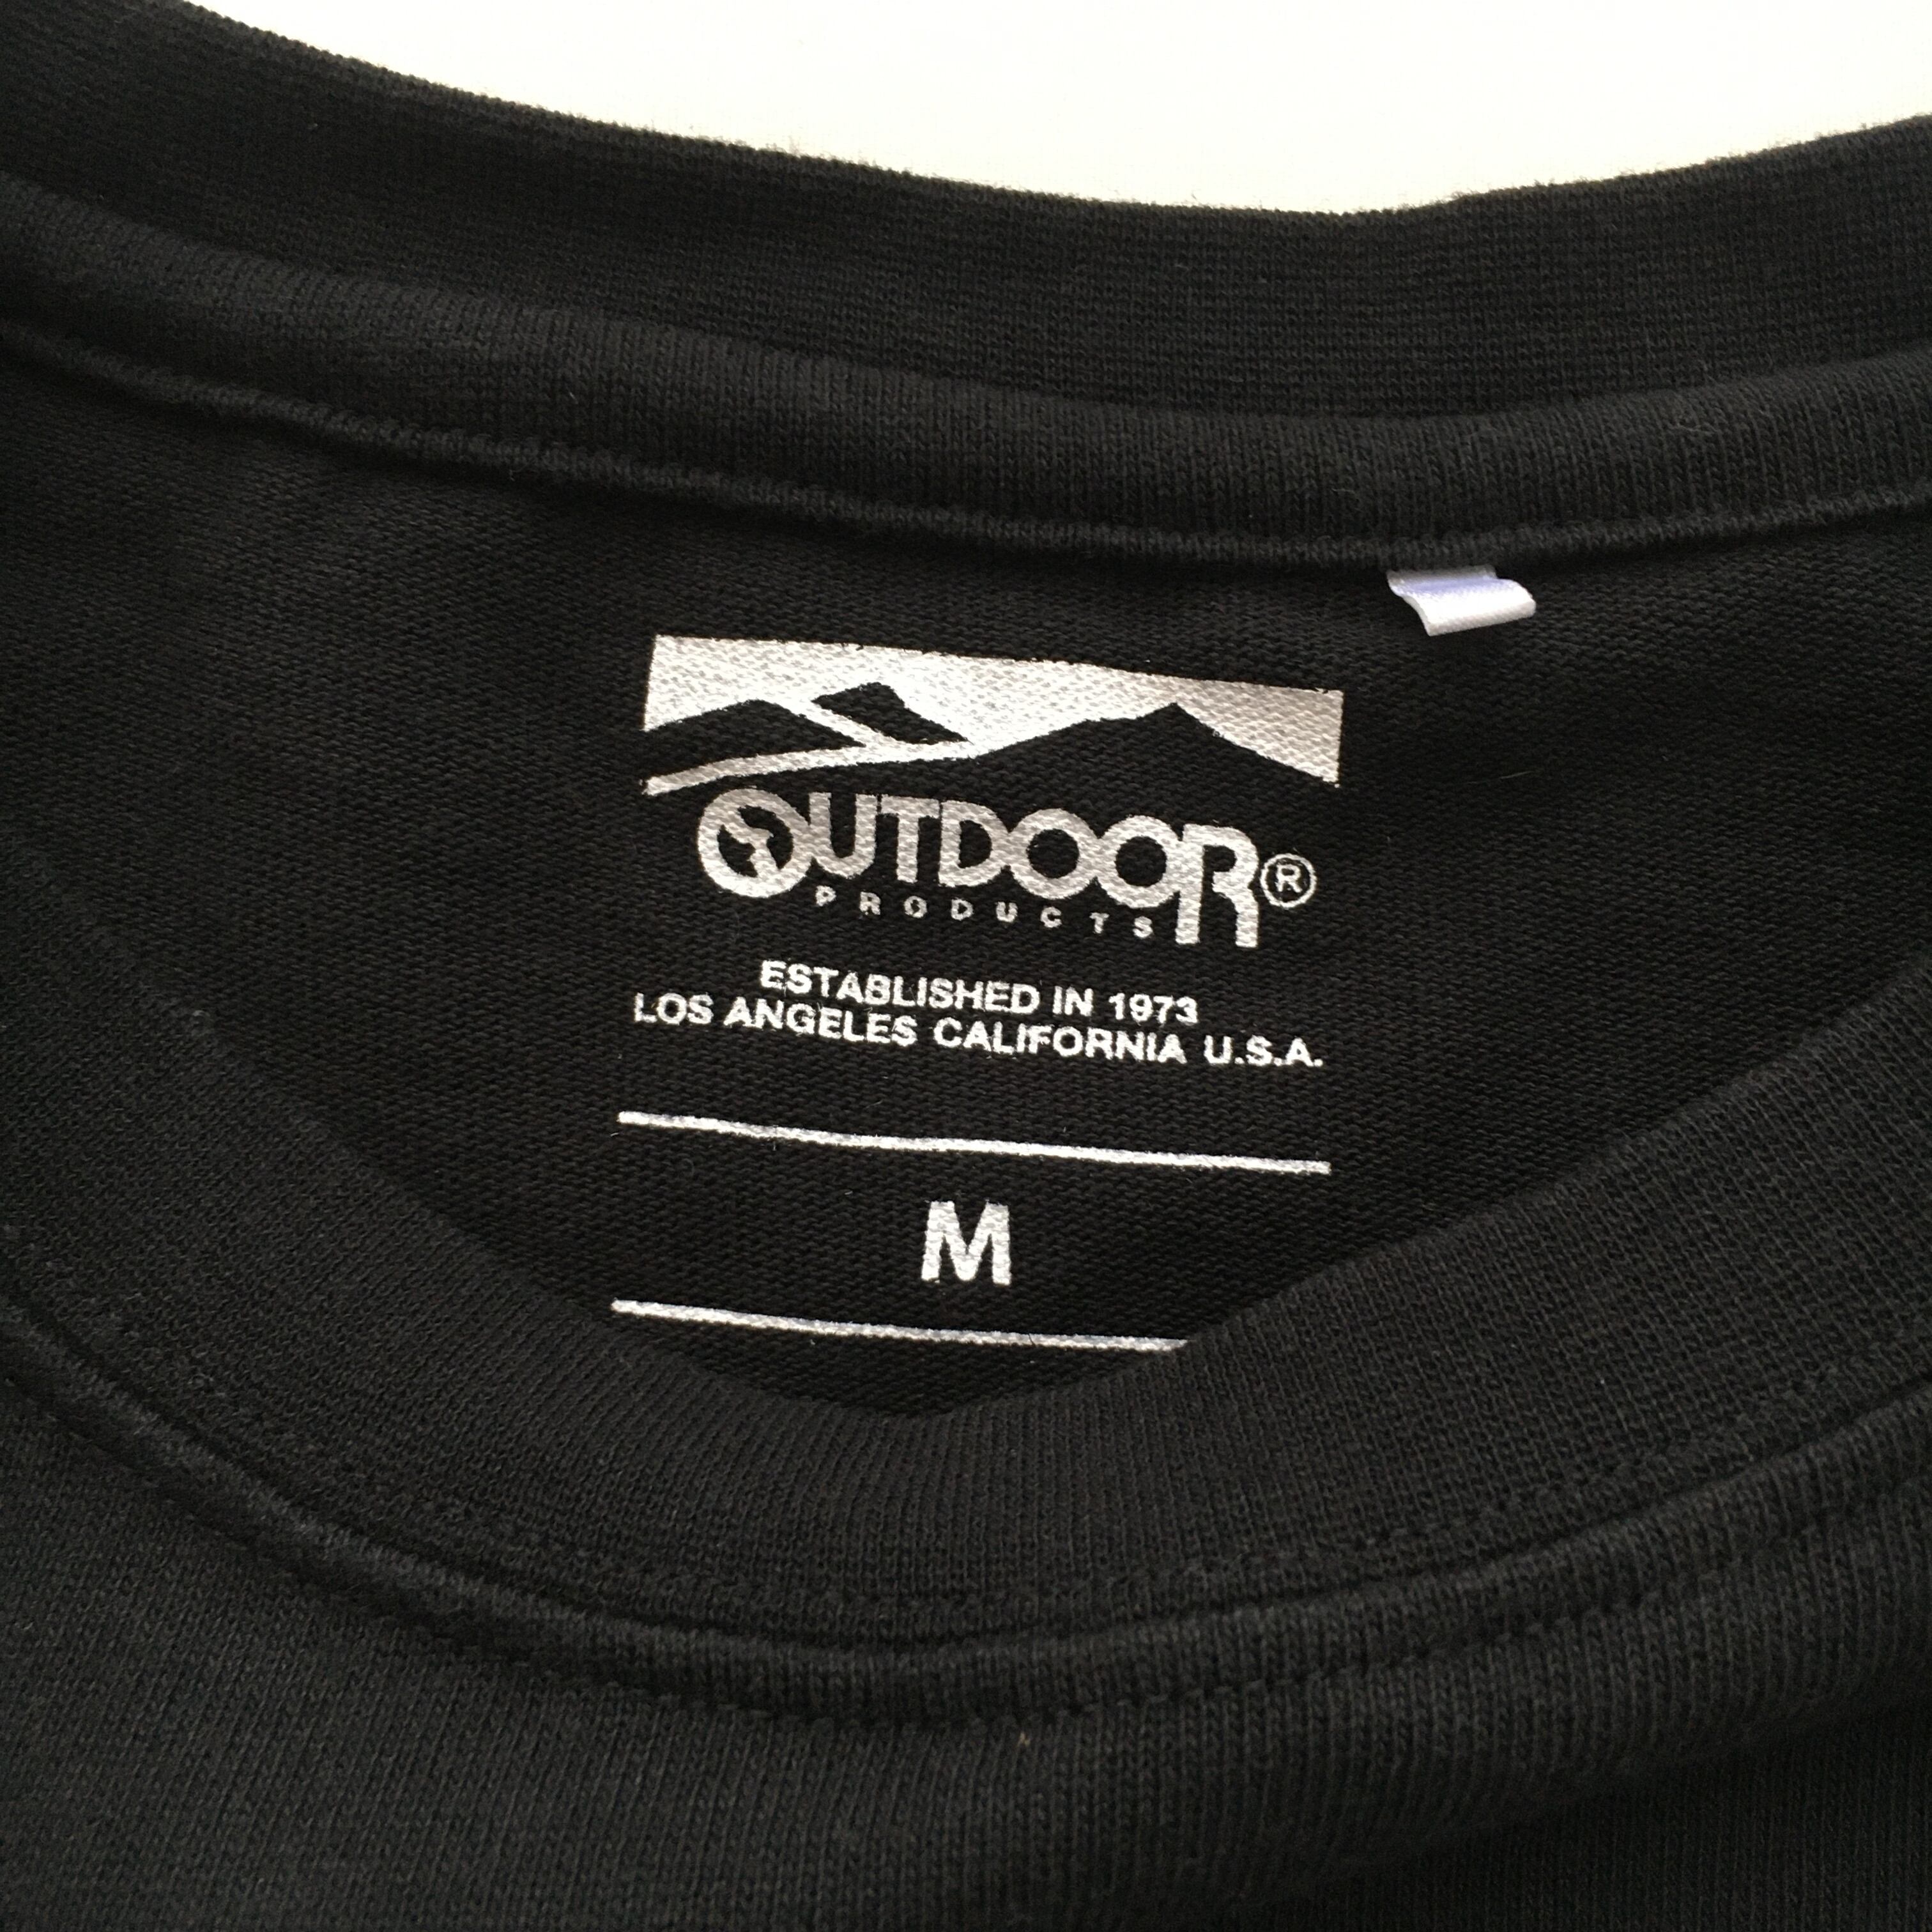 OUTDOOR®
PRODUCTS
ESTABLISHED IN 1973
LOS ANGELES CALIFORNIA U.S.A.
M